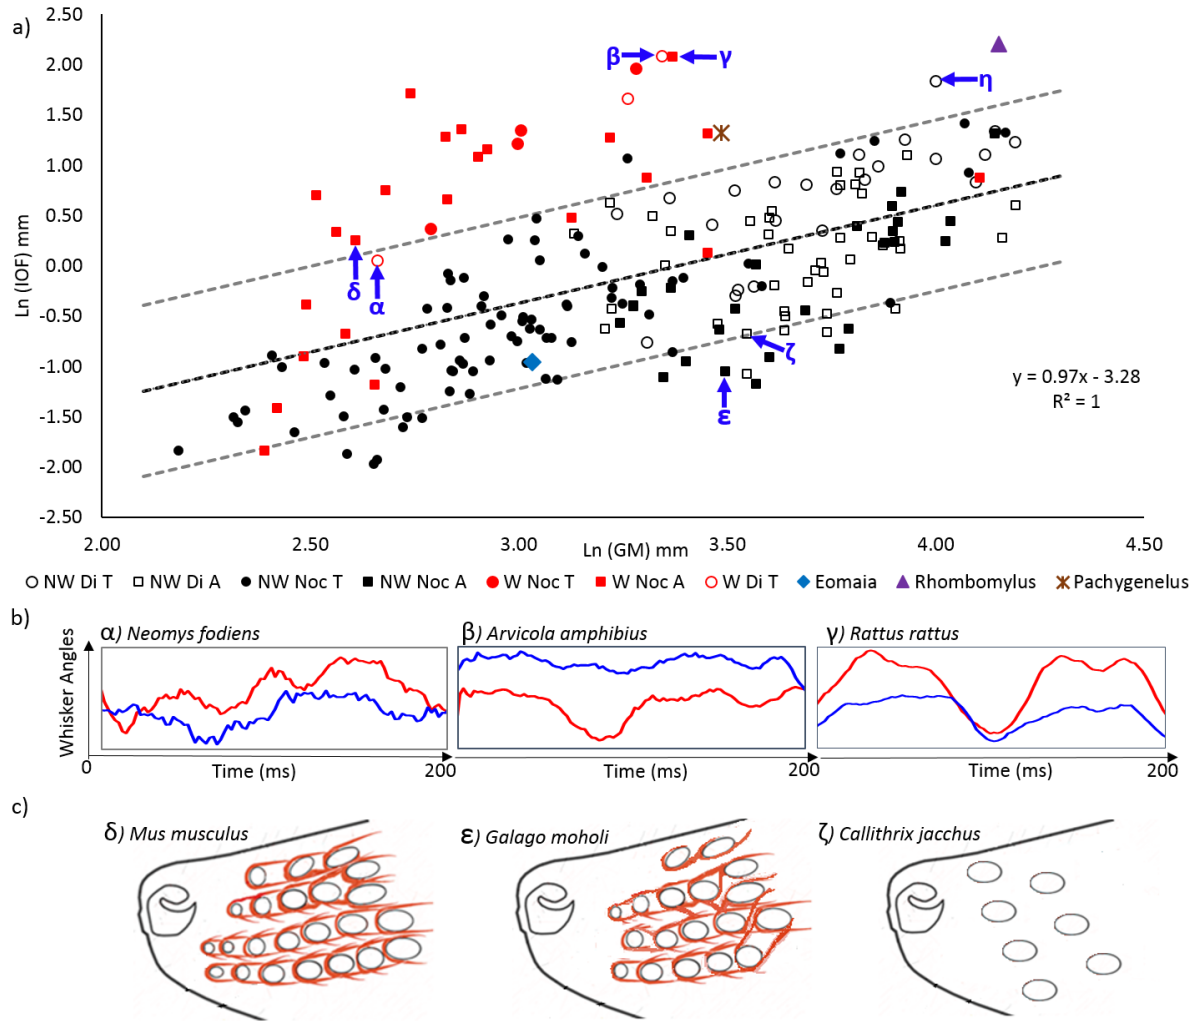 a)
2.50
2.00
1.50
1.00
0.50
0.00
-0.50
-1.00
-1.50
-2.00
-2.50
Ln (IOF) mm
β
γ
η
δ
α
ζ
ε
y = 0.97x - 3.28
R² = 1
2.00 2.50 3.00 3.50 4.00 4.50
Ln (GM) mm
NW Di T NW Di A NW Noc T NW Noc A W Noc T W Noc A W Di T Eomaia Rhombomylus Pachygenelus
b)
α) Neomys fodiens β) Arvicola amphibius γ) Rattus rattus
Whisker Angles
0 Time (ms) 200 Time (ms) 200 Time (ms) 200
c)
δ) Mus musculus ε) Galago moholi ζ) Callithrix jacchus